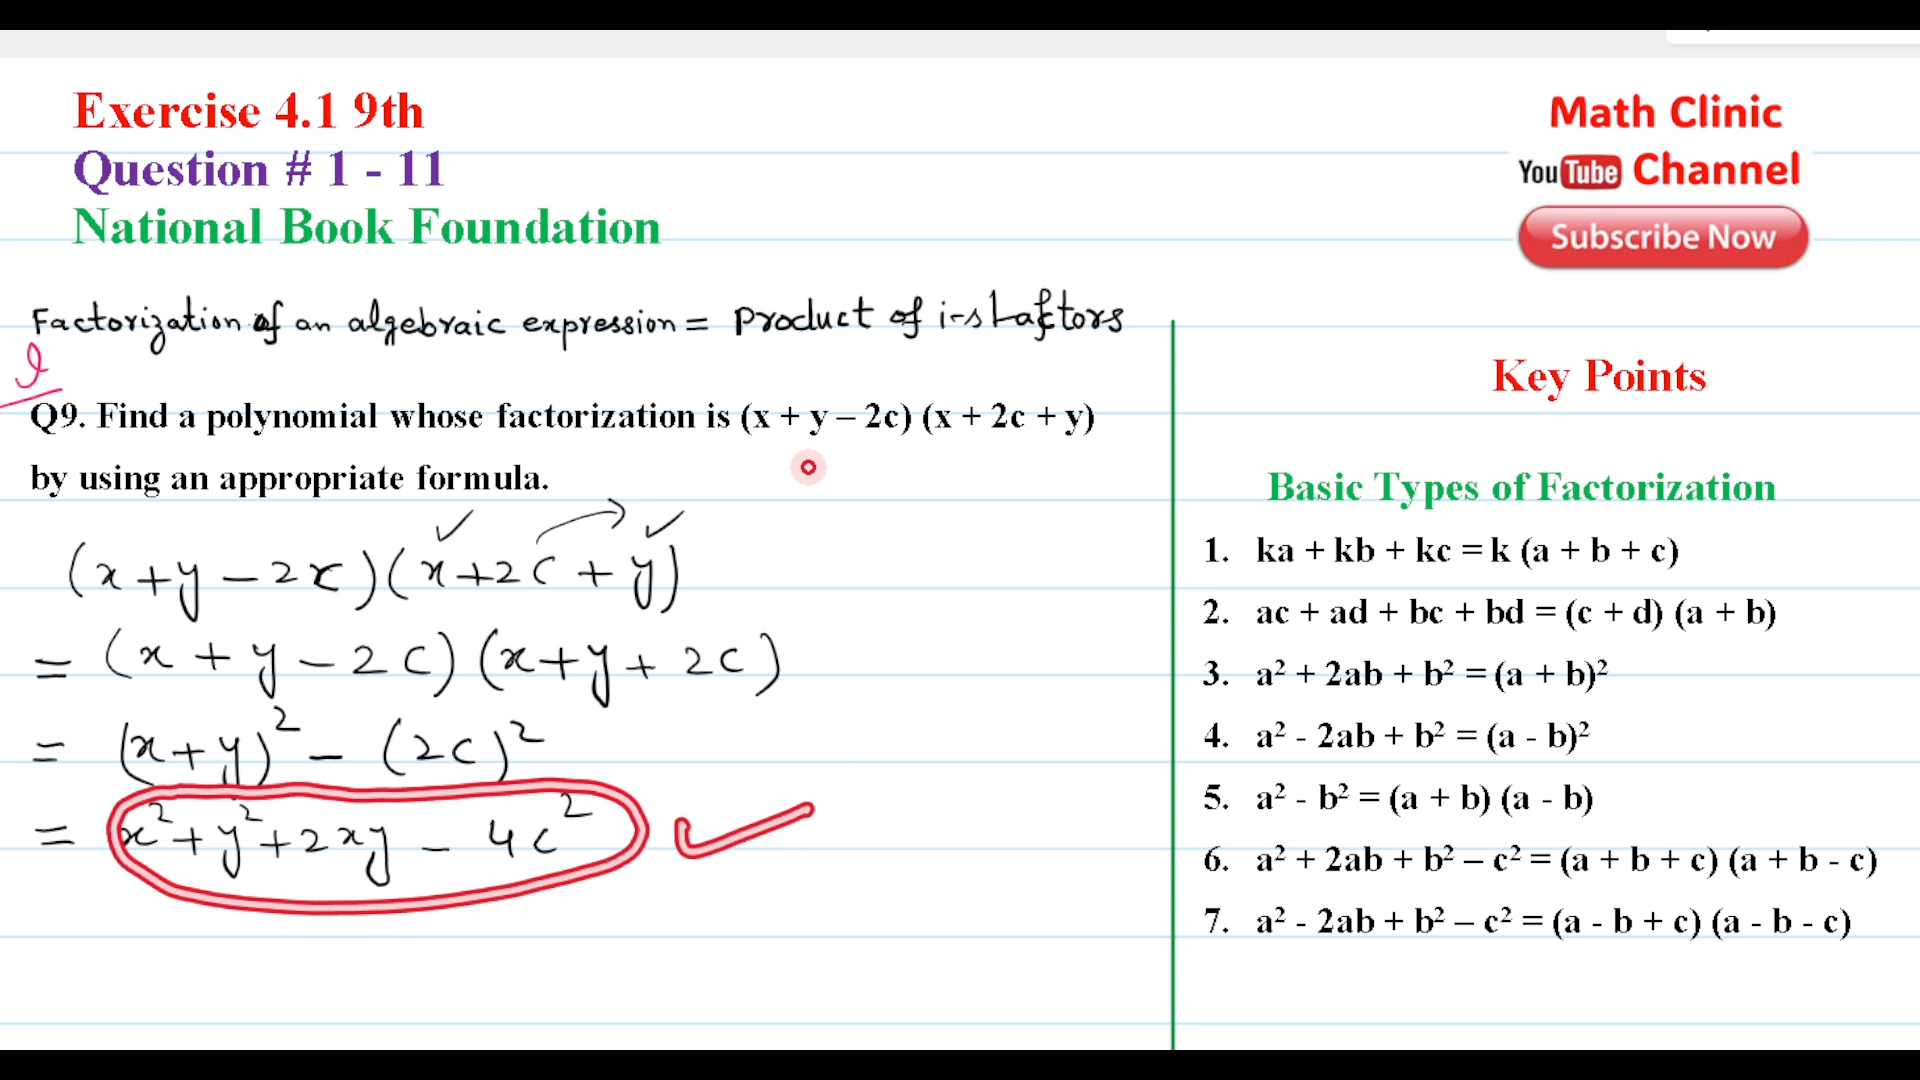 Exercise 4.1 9th
Question # 1 - 11
National Book Foundation
Math Clinic
YouTube Channel
Subscribe Now
Factorization of an algebraic expression = Product of its factors
Q9. Find a polynomial whose factorization is (x + y – 2c) (x + 2c + y)
by using an appropriate formula.
(x+y-2c)(x+2c+y)
= (x+y-2c)(x+y+2c)
= (x+y)² - (2c)²
= x²+y²+2xy - 4c²
Key Points
Basic Types of Factorization
1. ka + kb + kc = k (a + b + c)
2. ac + ad + bc + bd = (c + d) (a + b)
3. a² + 2ab + b² = (a + b)²
4. a² - 2ab + b² = (a - b)²
5. a² - b² = (a + b) (a - b)
6. a² + 2ab + b² – c² = (a + b + c) (a + b - c)
7. a² - 2ab + b² – c² = (a - b + c) (a - b - c)